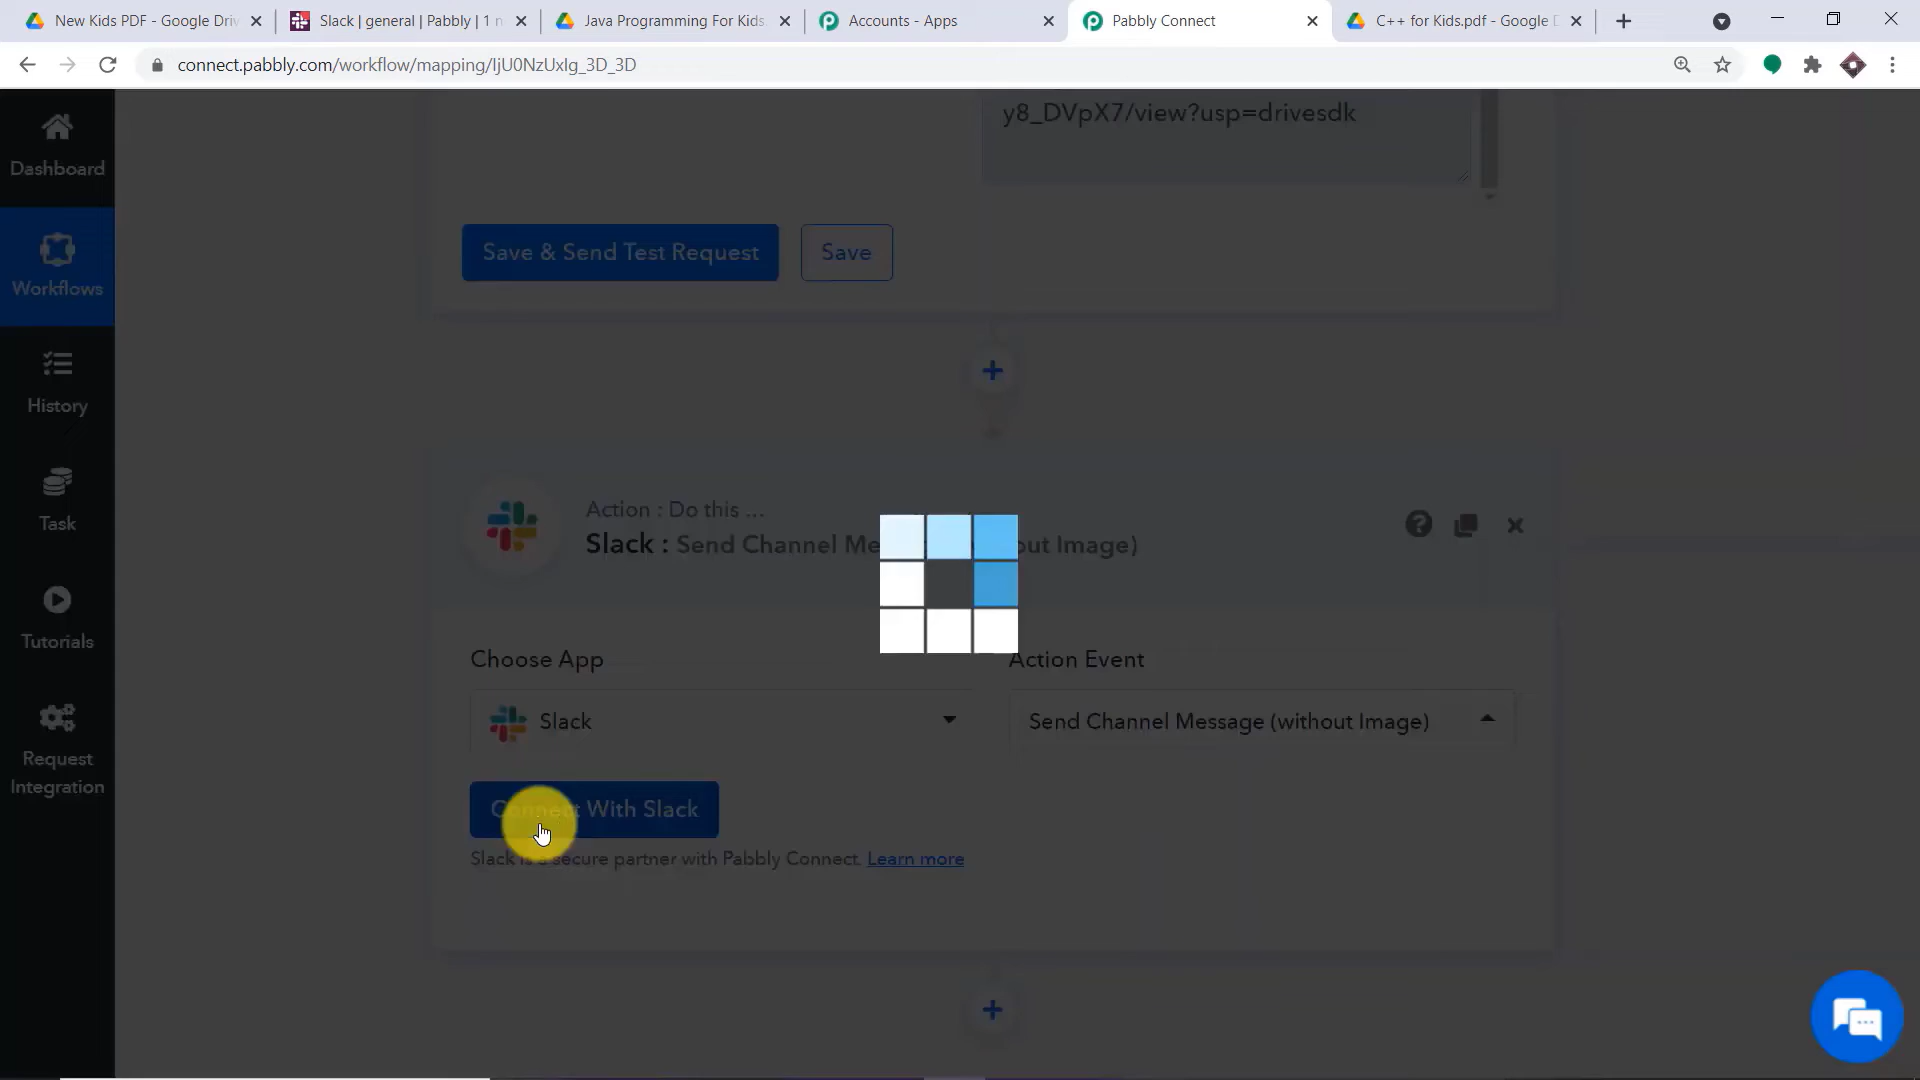 New Kids PDF - Google Driv
Slack | general | Pabbly | 1 n
Java Programming For Kids
Accounts - Apps
Pabbly Connect
C++ for Kids.pdf - Google D
connect.pabbly.com/workflow/mapping/IjU0NzUxIg_3D_3D
Dashboard
Workflows
History
Task
Tutorials
Request
Integration
y8_DVpX7/view?usp=drivesdk
Save & Send Test Request
Save
Action : Do this ...
Slack : Send Channel Me out Image)
Choose App
Action Event
Slack
Send Channel Message (without Image)
Connect With Slack
Slack is a secure partner with Pabbly Connect. Learn more